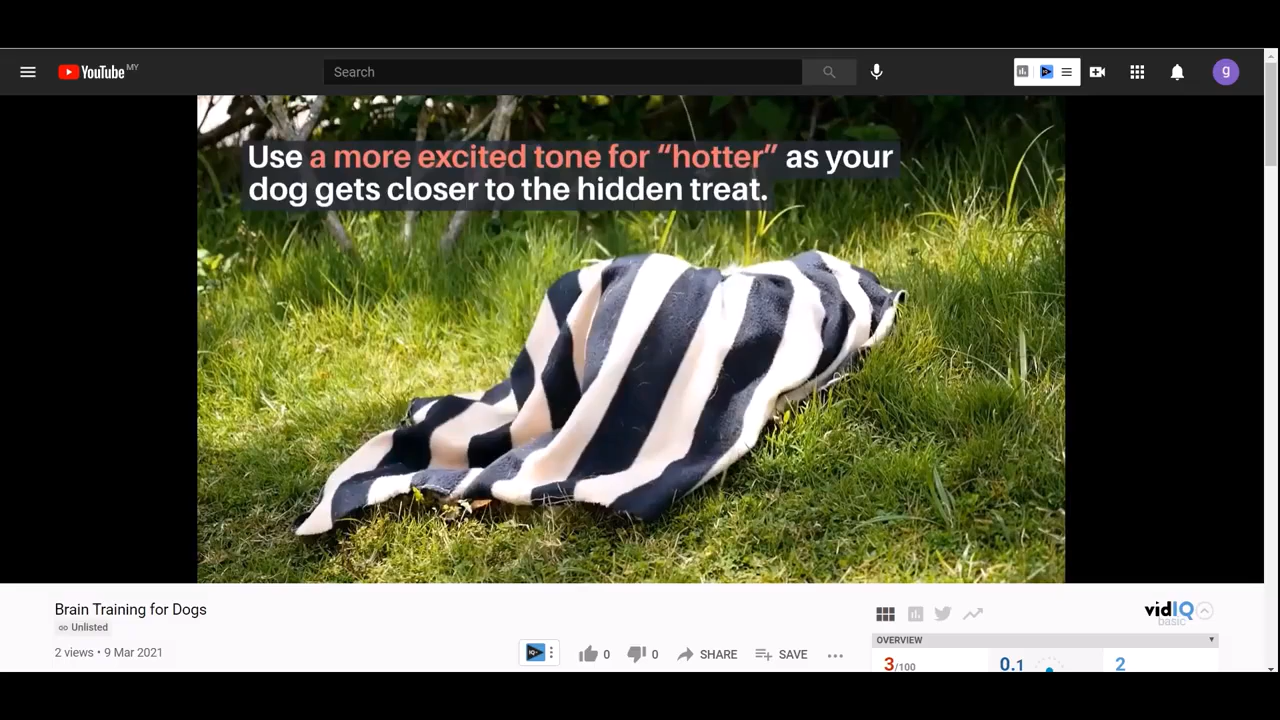 YouTube MY
Search
g
Use a more excited tone for “hotter” as your
dog gets closer to the hidden treat.
Brain Training for Dogs
Unlisted
2 views • 9 Mar 2021
0
0
SHARE
SAVE
vidIQ
basic
OVERVIEW
3/100
0.1
2